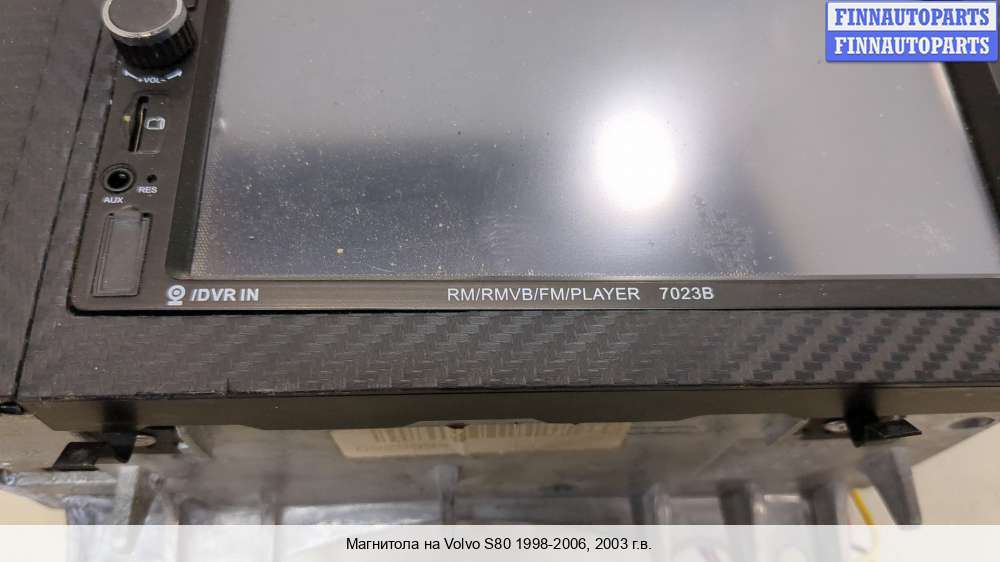 FINNAUTOPARTS
FINNAUTOPARTS
+VOL-
AUX
RES
/DVR IN
RM/RMVB/FM/PLAYER 7023B
Магнитола на Volvo S80 1998-2006, 2003 г.в.